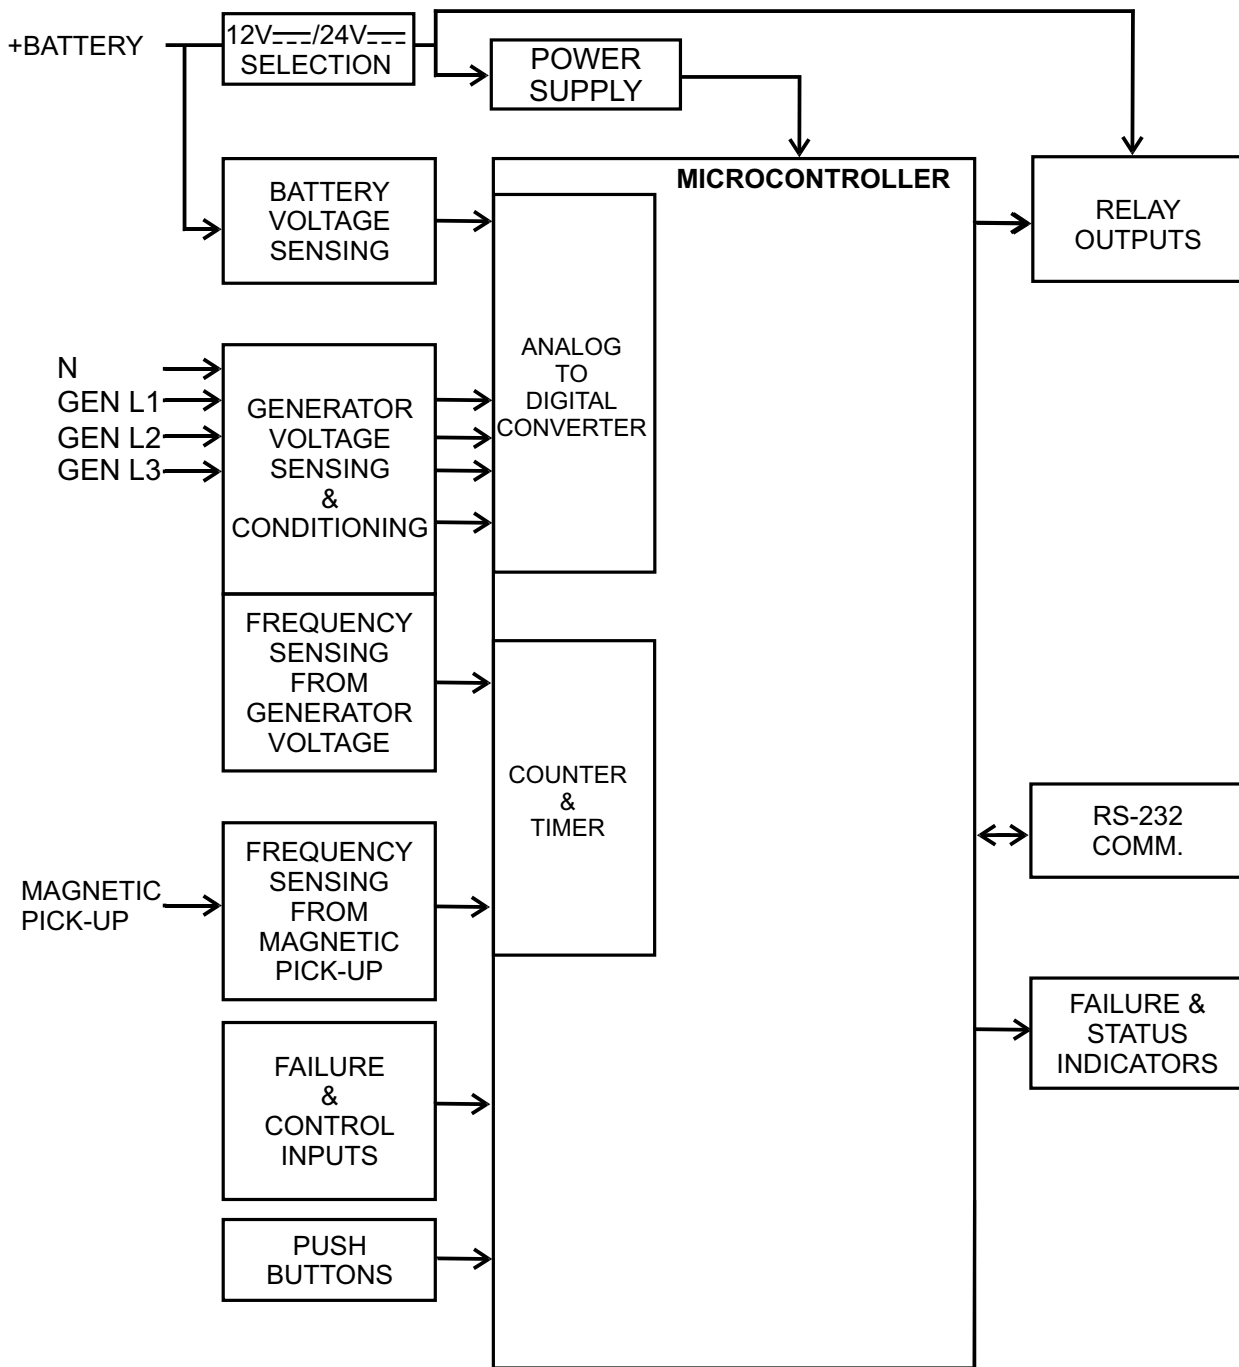 +BATTERY
12V⎓/24V⎓
SELECTION
POWER
SUPPLY
MICROCONTROLLER
BATTERY
VOLTAGE
SENSING
RELAY
OUTPUTS
N
GEN L1
GEN L2
GEN L3
GENERATOR
VOLTAGE
SENSING
&
CONDITIONING
ANALOG
TO
DIGITAL
CONVERTER
FREQUENCY
SENSING
FROM
GENERATOR
VOLTAGE
COUNTER
&
TIMER
RS-232
COMM.
MAGNETIC
PICK-UP
FREQUENCY
SENSING
FROM
MAGNETIC
PICK-UP
FAILURE &
STATUS
INDICATORS
FAILURE
&
CONTROL
INPUTS
PUSH
BUTTONS